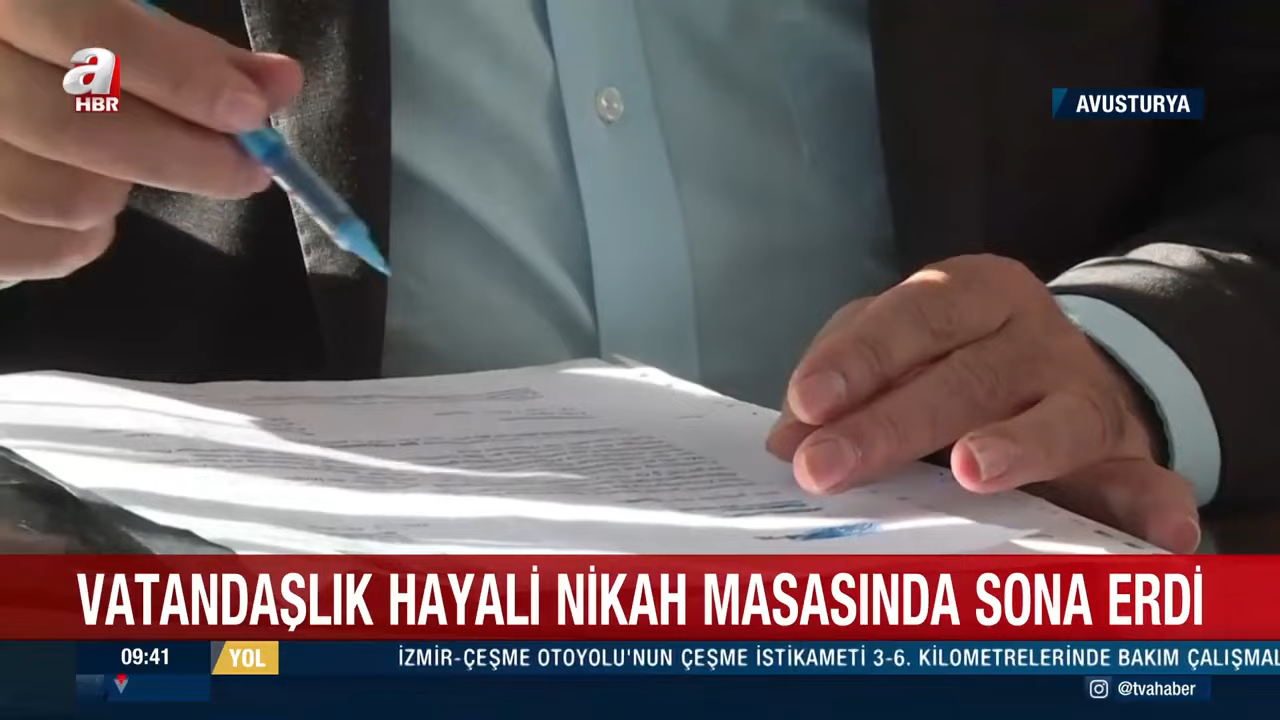 a
HBR
AVUSTURYA
VATANDAŞLIK HAYALİ NİKAH MASASINDA SONA ERDİ
09:41
YOL
İZMİR-ÇEŞME OTOYOLU'NUN ÇEŞME İSTİKAMETİ 3-6. KİLOMETRELERİNDE BAKIM ÇALIŞMAL
@tvahaber